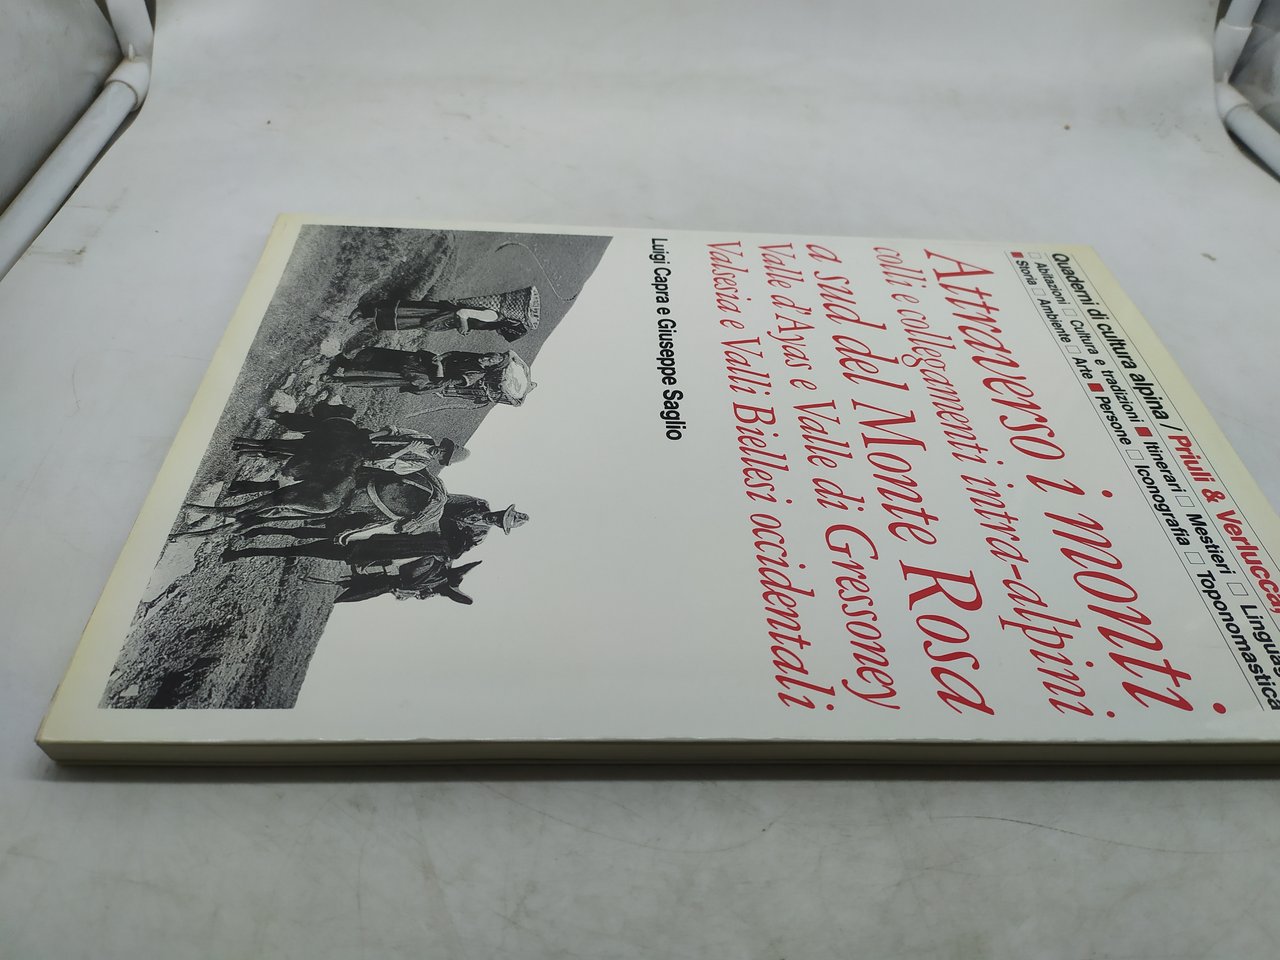 Quaderni di cultura alpina / Priuli & Verlucca,
□ Abitazioni □ Cultura e tradizioni ■ Itinerari □ Mestieri □
■ Storia □ Ambiente □ Arte ■ Persone □ Iconografia □ Toponomastica
Attraverso i monti
colli e collegamenti intra-alpini
a sud del Monte Rosa
Valle d'Ayas e Valle di Gressoney
Valsesia e Valli Biellesi occidentali
Luigi Capra e Giuseppe Saglio